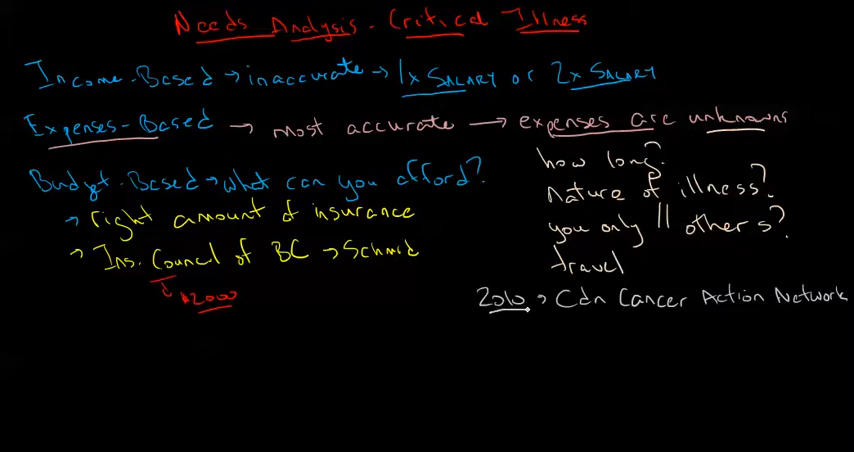 Needs Analysis - Critical Illness
Income-Based → inaccurate → 1x SALARY or 2x SALARY
Expenses-Based → most accurate → expenses are unknowns
how long?
Budget-Based → what can you afford?
nature of illness?
→ right amount of insurance
you only || others?
→ Ins. Council of BC → Schmid
travel
$2000
2010 → Cdn Cancer Action Network